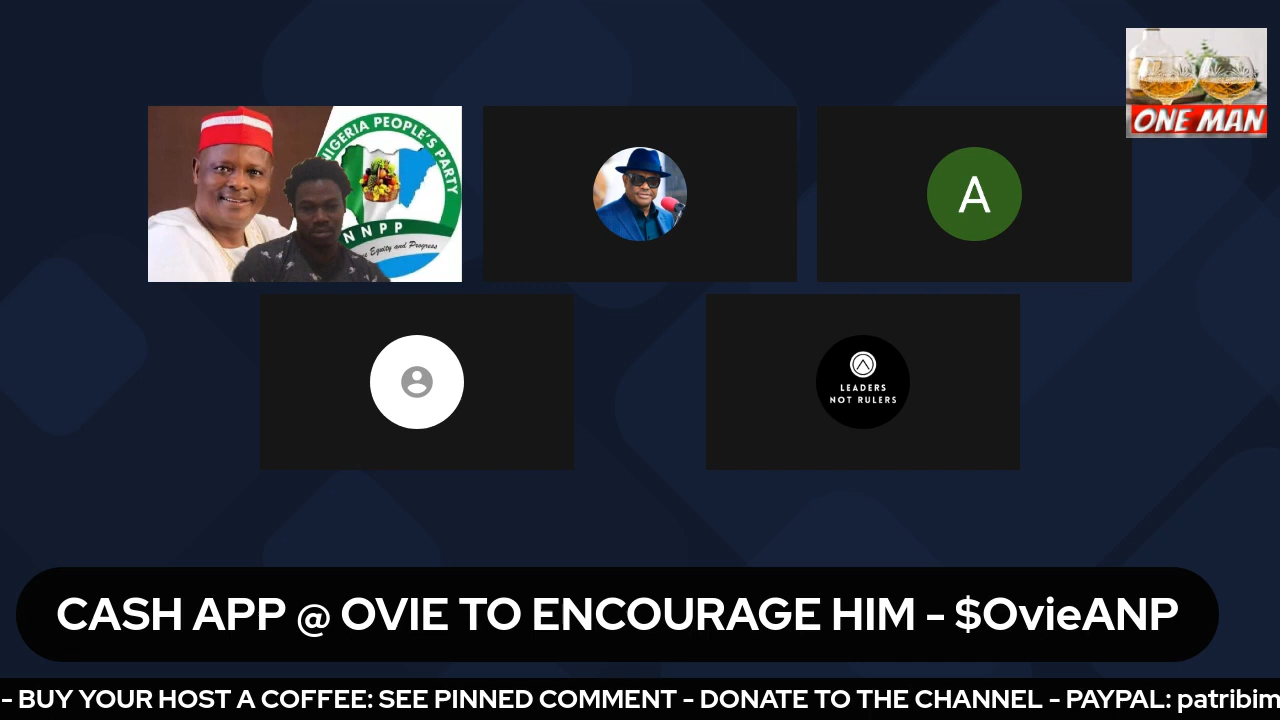 ONE MAN
NIGERIA PEOPLE'S PARTY
NNPP
Equity and Progress
A
LEADERS
NOT RULERS
CASH APP @ OVIE TO ENCOURAGE HIM - $OvieANP
- BUY YOUR HOST A COFFEE: SEE PINNED COMMENT - DONATE TO THE CHANNEL - PAYPAL: patribim